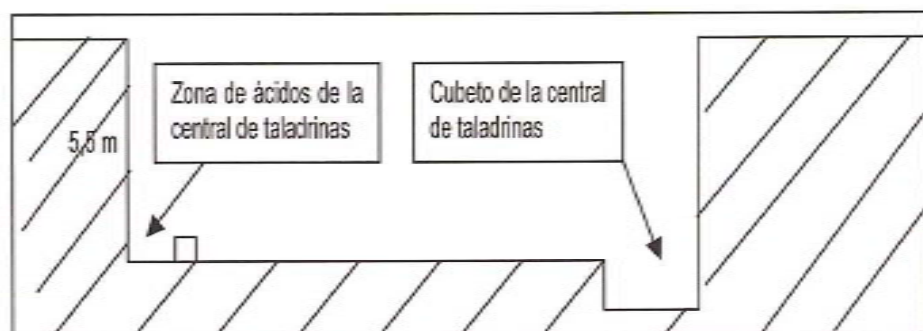 Zona de ácidos de la
central de taladrinas
Cubeto de la central
de taladrinas
5,5 m